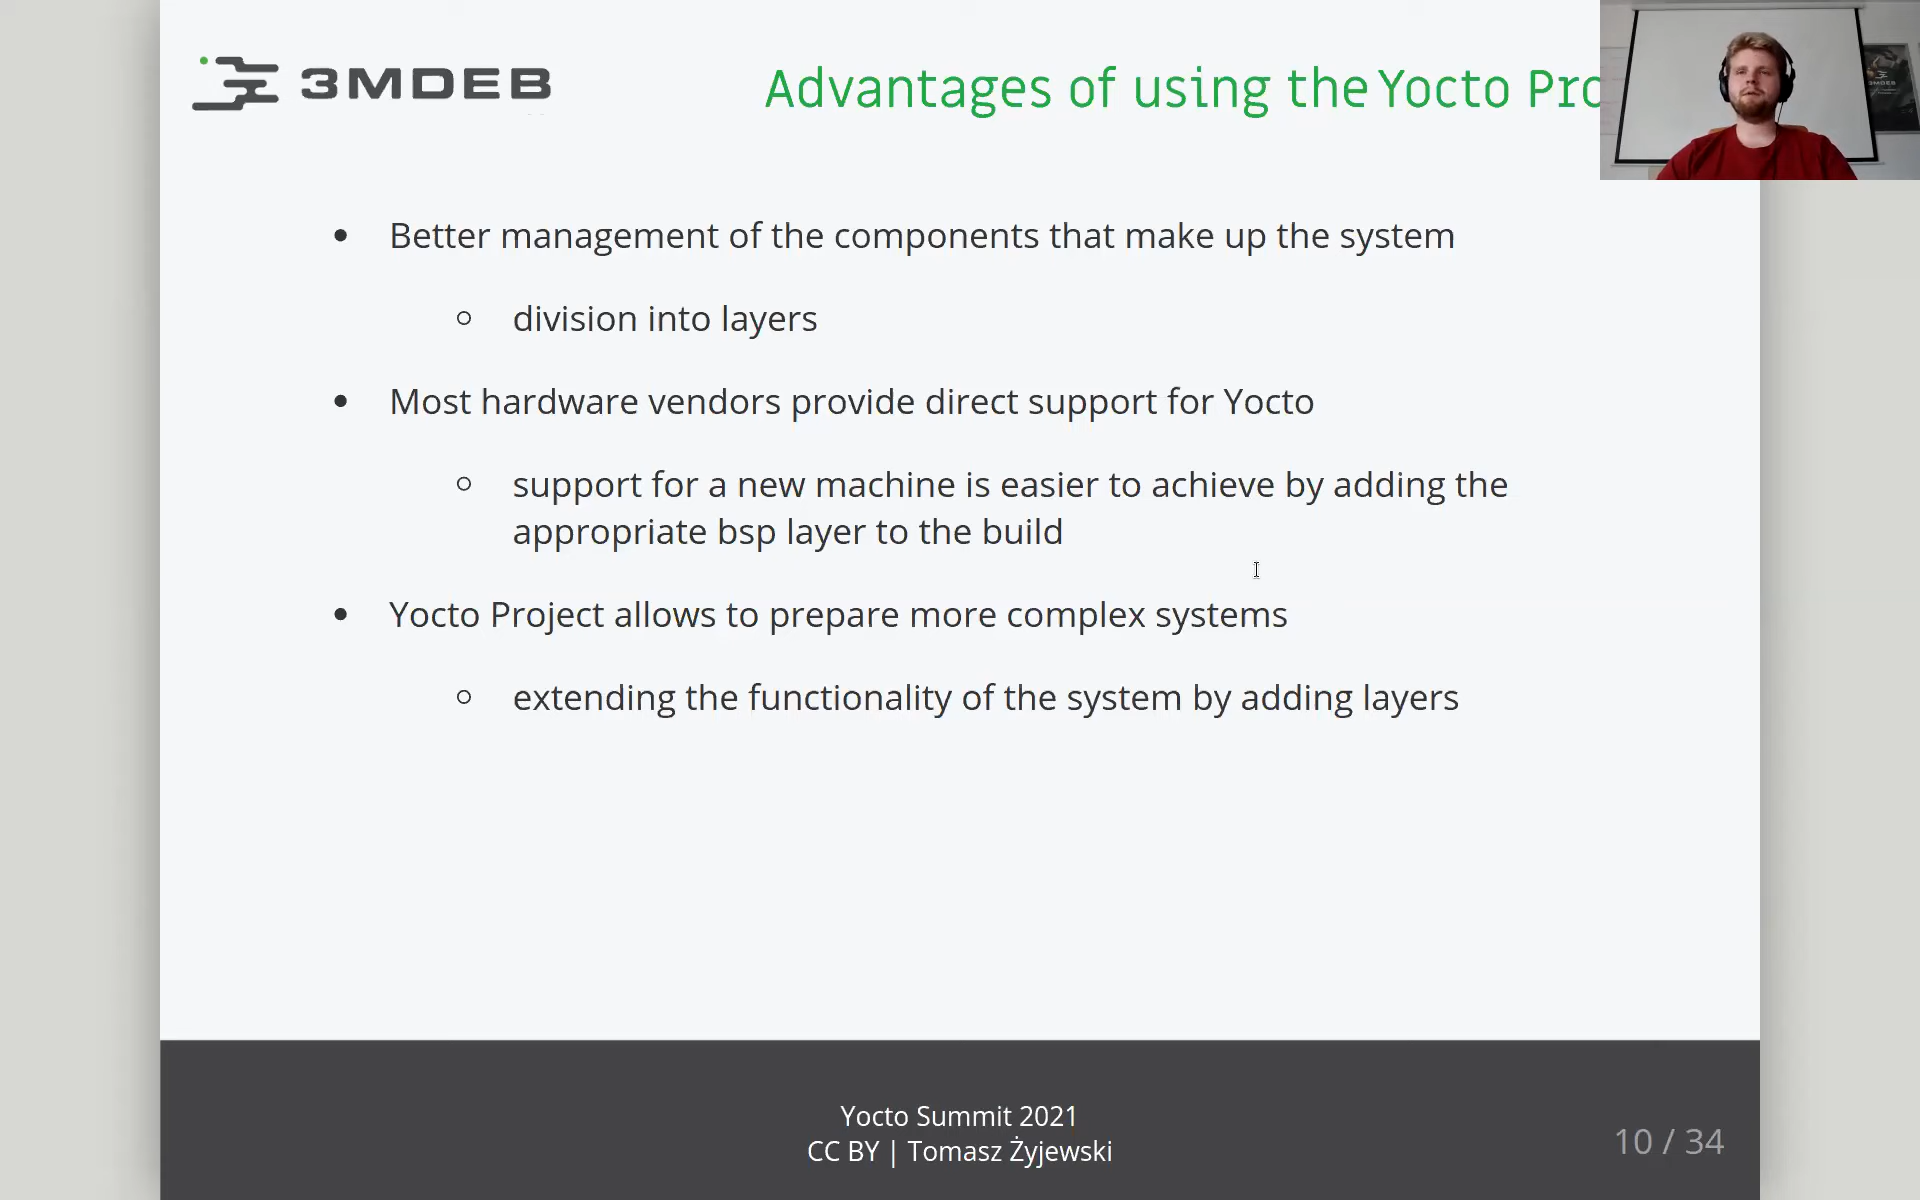 3MDEB
Advantages of using the Yocto Pro
3MDEB
Better management of the components that make up the system
division into layers
Most hardware vendors provide direct support for Yocto
support for a new machine is easier to achieve by adding the
appropriate bsp layer to the build
Yocto Project allows to prepare more complex systems
extending the functionality of the system by adding layers
Yocto Summit 2021
CC BY | Tomasz Żyjewski
10 / 34